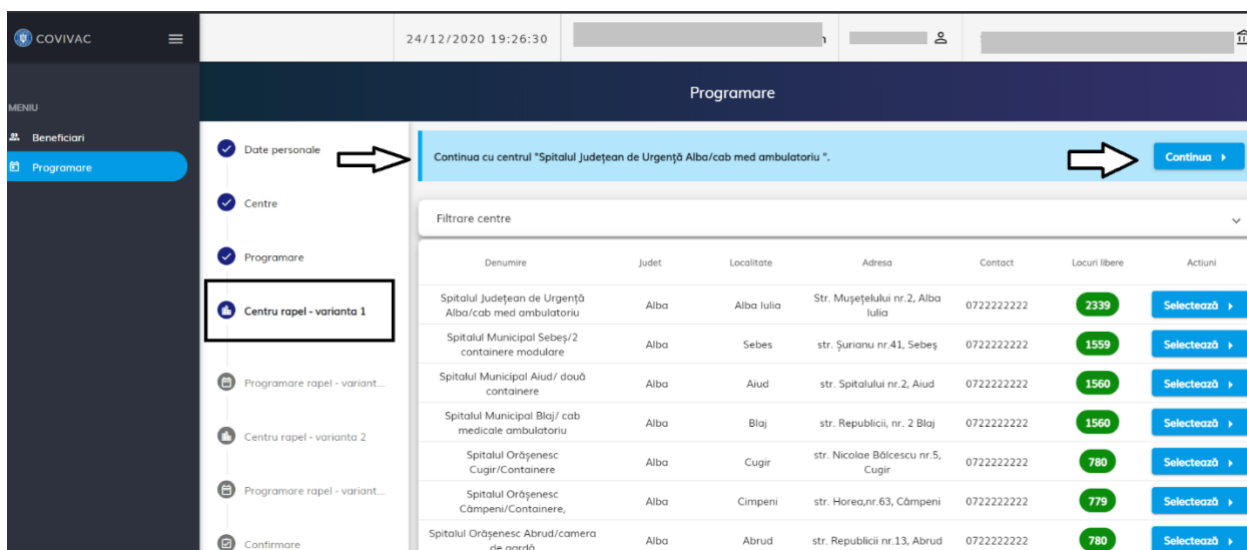 COVIVAC
24/12/2020 19:26:30
MENIU
Beneficiari
Programare
Programare
Date personale
Centre
Programare
Centru rapel - varianta 1
Programare rapel - variant...
Centru rapel - varianta 2
Programare rapel - variant...
Confirmare
Continua cu centrul "Spitalul Județean de Urgență Alba/cab med ambulatoriu ".
Continua
Filtrare centre
Denumire Judet Localitate Adresa Contact Locuri libere Actiuni
Spitalul Județean de Urgență
Alba/cab med ambulatoriu
Alba Alba Iulia
Str. Mușețelului nr.2, Alba
Iulia
0722222222 2339 Selectează
Spitalul Municipal Sebeș/2
containere modulare
Alba Sebes str. Șurianu nr.41, Sebeș 0722222222 1559 Selectează
Spitalul Municipal Aiud/ două
containere
Alba Aiud str. Spitalului nr.2, Aiud 0722222222 1560 Selectează
Spitalul Municipal Blaj/ cab
medicale ambulatoriu
Alba Blaj str. Republicii, nr. 2 Blaj 0722222222 1560 Selectează
Spitalul Orășenesc
Cugir/Containere
Alba Cugir
str. Nicolae Bălcescu nr.5,
Cugir
0722222222 780 Selectează
Spitalul Orășenesc
Câmpeni/Containere,
Alba Cimpeni str. Horea,nr.63, Câmpeni 0722222222 779 Selectează
Spitalul Orășenesc Abrud/camera
de gardă
Alba Abrud str. Republicii nr.13, Abrud 0722222222 780 Selectează